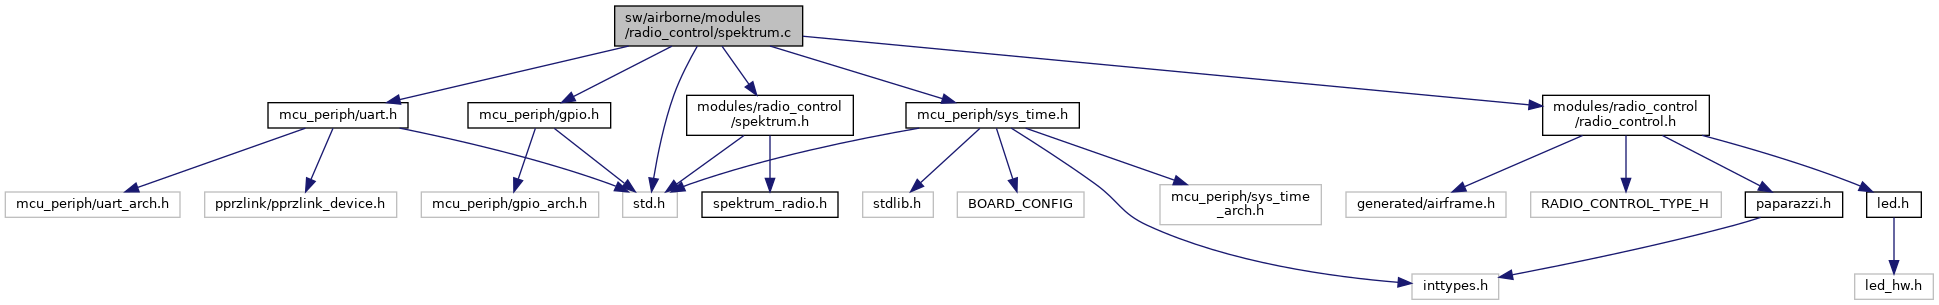 sw/airborne/modules
/radio_control/spektrum.c
mcu_periph/uart.h
mcu_periph/gpio.h
modules/radio_control
/spektrum.h
mcu_periph/sys_time.h
modules/radio_control
/radio_control.h
mcu_periph/uart_arch.h
pprzlink/pprzlink_device.h
mcu_periph/gpio_arch.h
std.h
spektrum_radio.h
stdlib.h
BOARD_CONFIG
mcu_periph/sys_time
_arch.h
generated/airframe.h
RADIO_CONTROL_TYPE_H
paparazzi.h
led.h
inttypes.h
led_hw.h